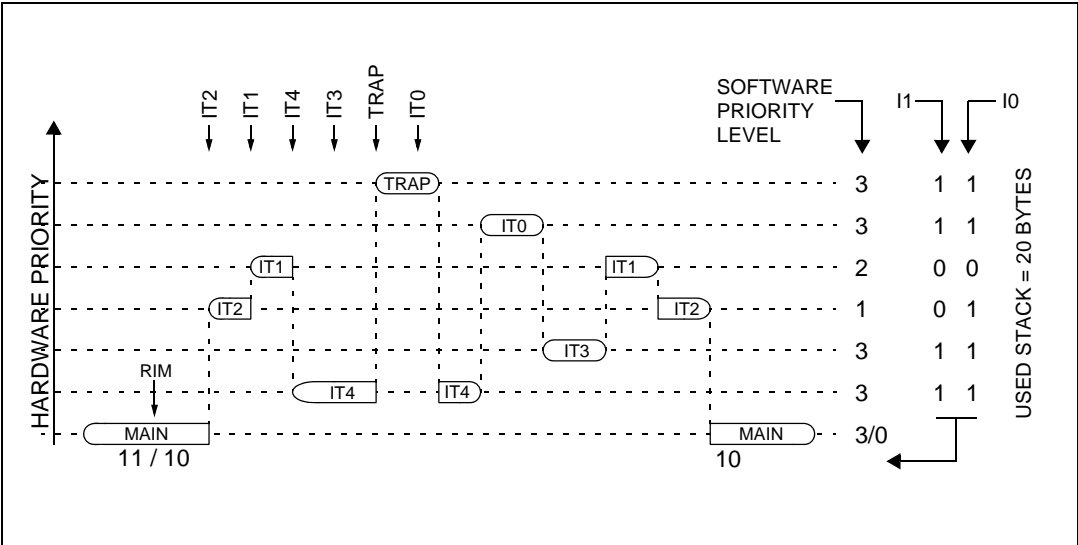 IT2
IT1
IT4
IT3
TRAP
IT0
SOFTWARE
PRIORITY
LEVEL
I1
I0
HARDWARE PRIORITY
USED STACK = 20 BYTES
TRAP
3 1 1
IT0
3 1 1
IT1
IT1
2 0 0
IT2
IT2
1 0 1
IT3
3 1 1
RIM
IT4
IT4
3 1 1
MAIN
MAIN
3/0
11 / 10
10